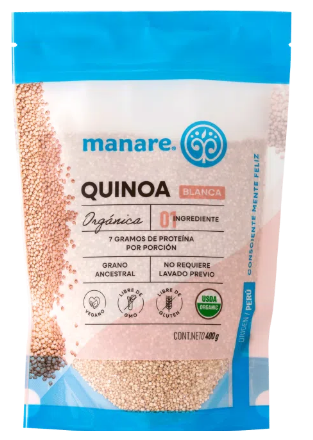 manare®
QUINOA BLANCA
Orgánica 01 INGREDIENTE
7 GRAMOS DE PROTEÍNA
POR PORCIÓN
GRANO
ANCESTRAL
NO REQUIERE
LAVADO PREVIO
VEGANO
LIBRE DE
GMO
LIBRE DE
GLUTEN
USDA
ORGANIC
CONT.NETO 400 g
ORIGEN / PERÚ
CONSCIENTE MENTE FELIZ